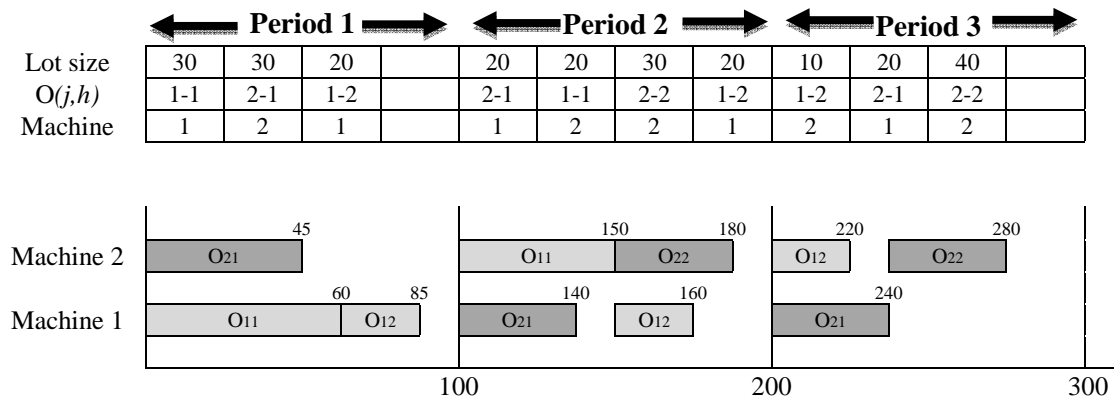 Period 1 Period 2 Period 3
Lot size 30 30 20 20 20 30 20 10 20 40
O(j,h) 1-1 2-1 1-2 2-1 1-1 2-2 1-2 1-2 2-1 2-2
Machine 1 2 1 1 2 2 1 2 1 2
45 150 180 220 280
Machine 2 O21 O11 O22 O12 O22
60 85 140 160 240
Machine 1 O11 O12 O21 O12 O21
100 200 300